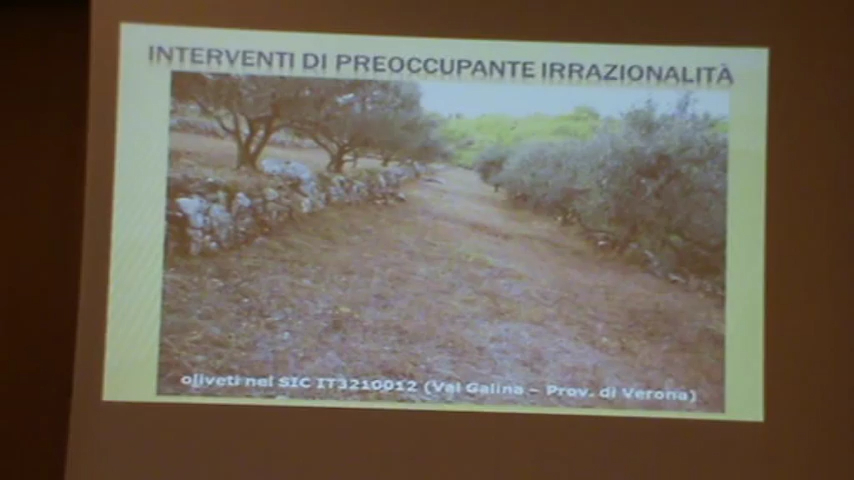 INTERVENTI DI PREOCCUPANTE IRRAZIONALITÀ
oliveti nel SIC IT3210012 (Val Galina – Prov. di Verona)